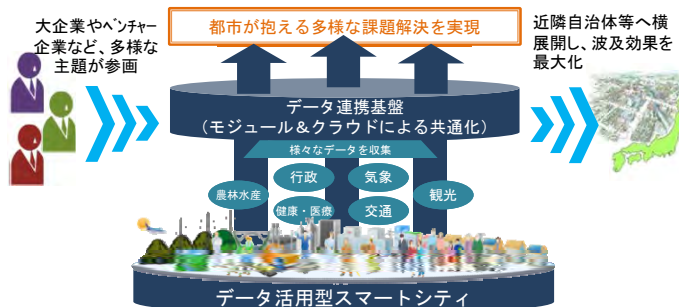 大企業やベンチャー
企業など、多様な
主題が参画
都市が抱える多様な課題解決を実現
近隣自治体等へ横
展開し、波及効果を
最大化
データ連携基盤
（モジュール＆クラウドによる共通化）
様々なデータを収集
農林水産
行政
気象
観光
健康・医療
交通
データ活用型スマートシティ